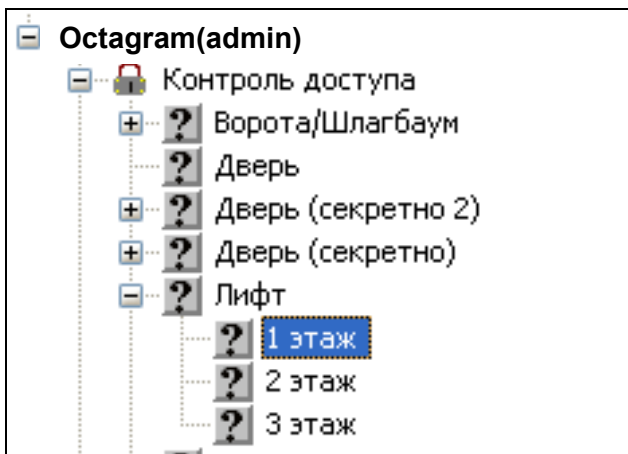 Octagram(admin)
Контроль доступа
Ворота/Шлагбаум
Дверь
Дверь (секретно 2)
Дверь (секретно)
Лифт
1 этаж
2 этаж
3 этаж